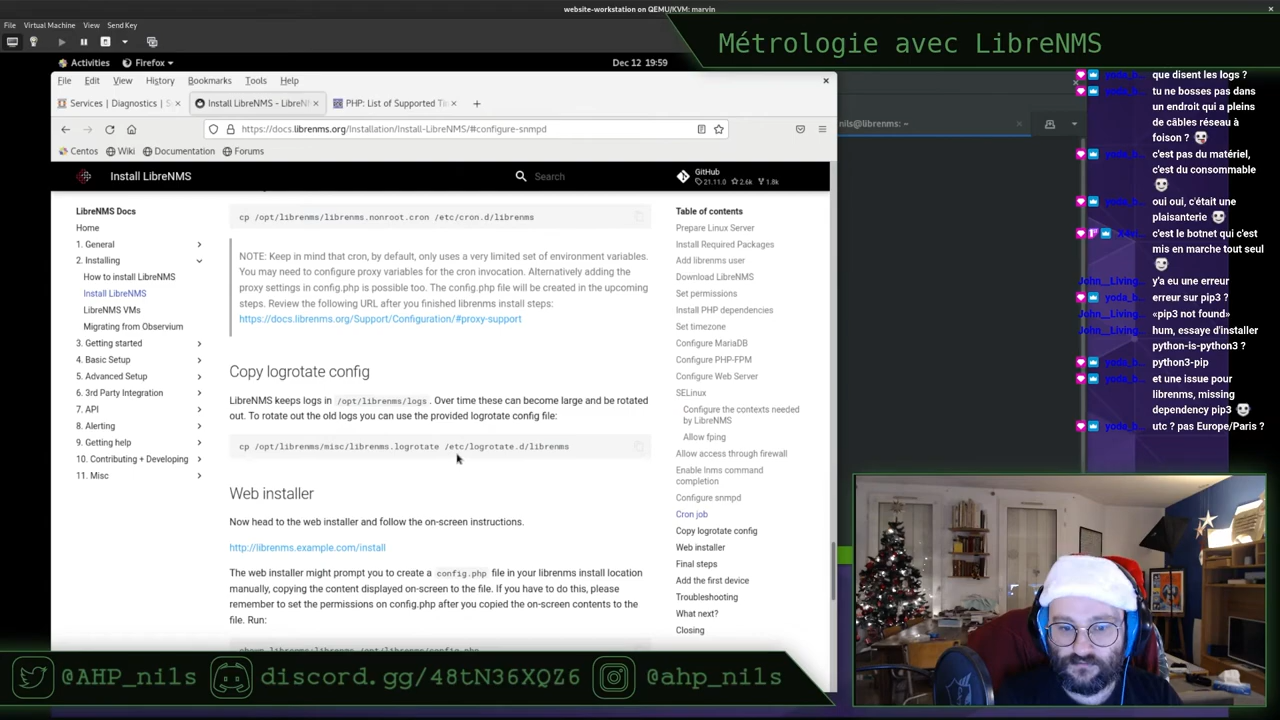 website-workstation on QEMU/KVM: marvin
File Virtual Machine View Send Key
Métrologie avec LibreNMS
Activities Firefox Dec 12 19:59
File Edit View History Bookmarks Tools Help
Services | Diagnostics | S
Install LibreNMS - LibreN
PHP: List of Supported Ti
https://docs.librenms.org/Installation/Install-LibreNMS/#configure-snmpd
Centos Wiki Documentation Forums
nils@librenms: ~
Install LibreNMS
Search
GitHub
21.11.0 2.6k 1.8k
LibreNMS Docs
Home
1. General
2. Installing
How to install LibreNMS
Install LibreNMS
LibreNMS VMs
Migrating from Observium
3. Getting started
4. Basic Setup
5. Advanced Setup
6. 3rd Party Integration
7. API
8. Alerting
9. Getting help
10. Contributing + Developing
11. Misc
cp /opt/librenms/librenms.nonroot.cron /etc/cron.d/librenms
NOTE: Keep in mind that cron, by default, only uses a very limited set of environment variables.
You may need to configure proxy variables for the cron invocation. Alternatively adding the
proxy settings in config.php is possible too. The config.php file will be created in the upcoming
steps. Review the following URL after you finished librenms install steps:
https://docs.librenms.org/Support/Configuration/#proxy-support
Copy logrotate config
LibreNMS keeps logs in /opt/librenms/logs . Over time these can become large and be rotated
out. To rotate out the old logs you can use the provided logrotate config file:
cp /opt/librenms/misc/librenms.logrotate /etc/logrotate.d/librenms
Web installer
Now head to the web installer and follow the on-screen instructions.
http://librenms.example.com/install
The web installer might prompt you to create a config.php file in your librenms install location
manually, copying the content displayed on-screen to the file. If you have to do this, please
remember to set the permissions on config.php after you copied the on-screen contents to the
file. Run:
Table of contents
Prepare Linux Server
Install Required Packages
Add librenms user
Download LibreNMS
Set permissions
Install PHP dependencies
Set timezone
Configure MariaDB
Configure PHP-FPM
Configure Web Server
SELinux
Configure the contexts needed
by LibreNMS
Allow fping
Allow access through firewall
Enable lnms command
completion
Configure snmpd
Cron job
Copy logrotate config
Web installer
Final steps
Add the first device
Troubleshooting
What next?
Closing
yoda_b... que disent les logs ?
yoda_b... tu ne bosses pas dans
un endroit qui a pleins
de câbles réseau à
foison ?
yoda_b... c'est pas du matériel,
c'est du consommable
yoda_b... oui oui, c'était une
plaisanterie
c'est le botnet qui c'est
mis en marche tout seul
John__Living... y'a eu une erreur
yoda_b... erreur sur pip3 ?
John__Living... «pip3 not found»
John__Living... hum, essaye d'installer
python-is-python3 ?
yoda_b... python3-pip
yoda_b... et une issue pour
librenms, missing
dependency pip3
yoda_b... utc ? pas Europe/Paris ?
@AHP_nils discord.gg/48tN36XQZ6 @ahp_nils